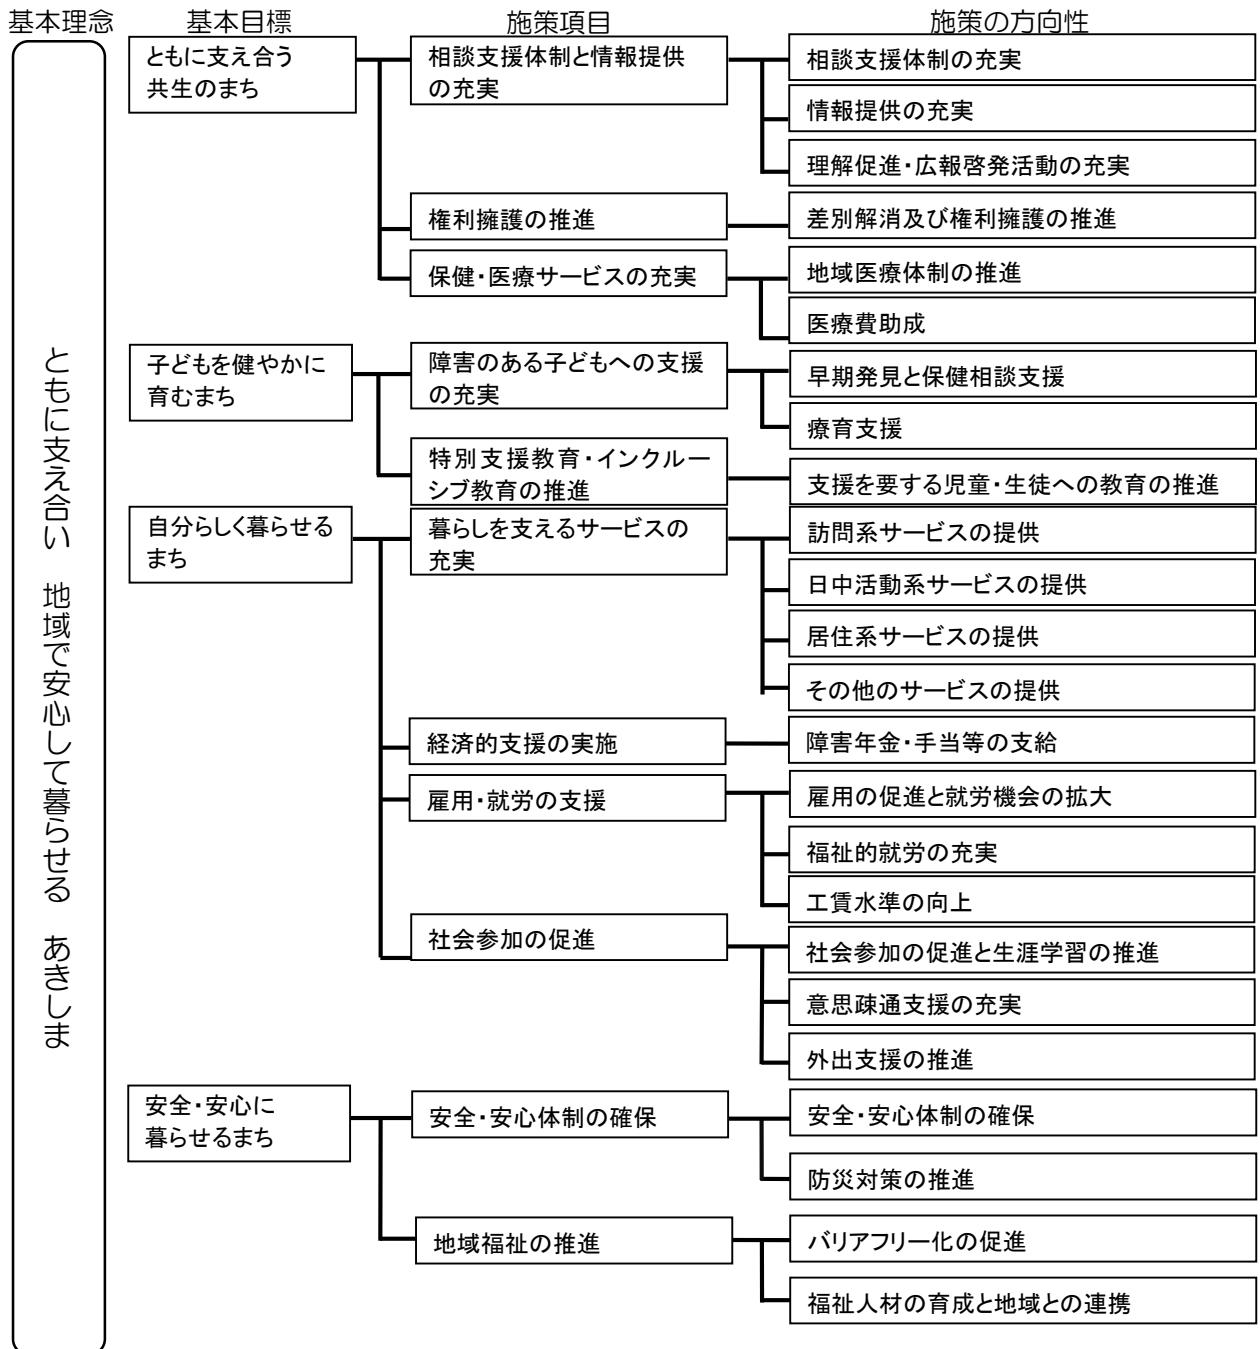 基本理念
基本目標
施策項目
施策の方向性
ともに支え合い 地域で安心して暮らせる あきしま
ともに支え合う
共生のまち
相談支援体制と情報提供
の充実
相談支援体制の充実
情報提供の充実
理解促進・広報啓発活動の充実
権利擁護の推進
差別解消及び権利擁護の推進
保健・医療サービスの充実
地域医療体制の推進
医療費助成
子どもを健やかに
育むまち
障害のある子どもへの支援
の充実
早期発見と保健相談支援
療育支援
特別支援教育・インクルー
シブ教育の推進
支援を要する児童・生徒への教育の推進
自分らしく暮らせる
まち
暮らしを支えるサービスの
充実
訪問系サービスの提供
日中活動系サービスの提供
居住系サービスの提供
その他のサービスの提供
経済的支援の実施
障害年金・手当等の支給
雇用・就労の支援
雇用の促進と就労機会の拡大
福祉的就労の充実
工賃水準の向上
社会参加の促進
社会参加の促進と生涯学習の推進
意思疎通支援の充実
外出支援の推進
安全・安心に
暮らせるまち
安全・安心体制の確保
安全・安心体制の確保
防災対策の推進
地域福祉の推進
バリアフリー化の促進
福祉人材の育成と地域との連携